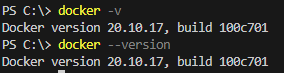 PS C:\> docker -v
Docker version 20.10.17, build 100c701
PS C:\> docker --version
Docker version 20.10.17, build 100c701